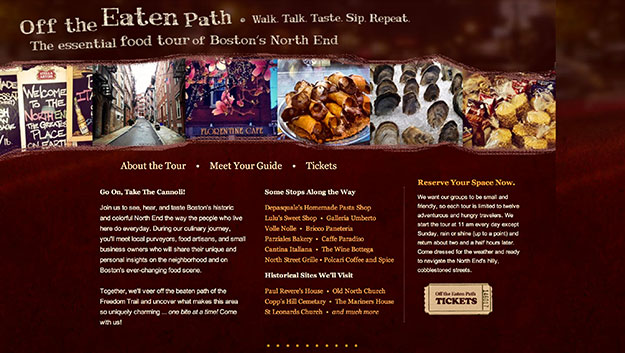 Off the Eaten Path • Walk. Talk. Taste. Sip. Repeat.
The essential food tour of Boston's North End
WELCOME
TO THE
NORTH END
THE GREATEST
PLACE
ON EARTH
FLORENTINE CAFE
About the Tour • Meet Your Guide • Tickets
Go On, Take The Cannoli!
Join us to see, hear, and taste Boston's historic
and colorful North End the way the people who live
here do everyday. During our culinary journey,
you'll meet local purveyors, food artisans, and small
business owners who will share their unique and
personal insights on the neighborhood and on
Boston's ever-changing food scene.
Together, we'll veer off the beaten path of the
Freedom Trail and uncover what makes this area
so uniquely charming ... one bite at a time! Come
with us!
Some Stops Along the Way
Depasquale's Homemade Pasta Shop
Lulu's Sweet Shop • Galleria Umberto
Volle Nolle • Bricco Paneteria
Parziales Bakery • Caffe Paradiso
Cantina Italiana • The Wine Bottega
North Street Grille • Polcari Coffee and Spice
Historical Sites We'll Visit
Paul Revere's House • Old North Church
Copp's Hill Cemetary • The Mariners House
St Leonards Church • and much more
Reserve Your Space Now.
We want our groups to be small and
friendly, so each tour is limited to twelve
adventurous and hungry travelers. We
start the tour at 11 am every day except
Sunday, rain or shine (up to a point) and
return about two and a half hours later.
Come dressed for the weather and ready
to navigate the North End's hilly,
cobblestoned streets.
Off the Eaten Path
TICKETS